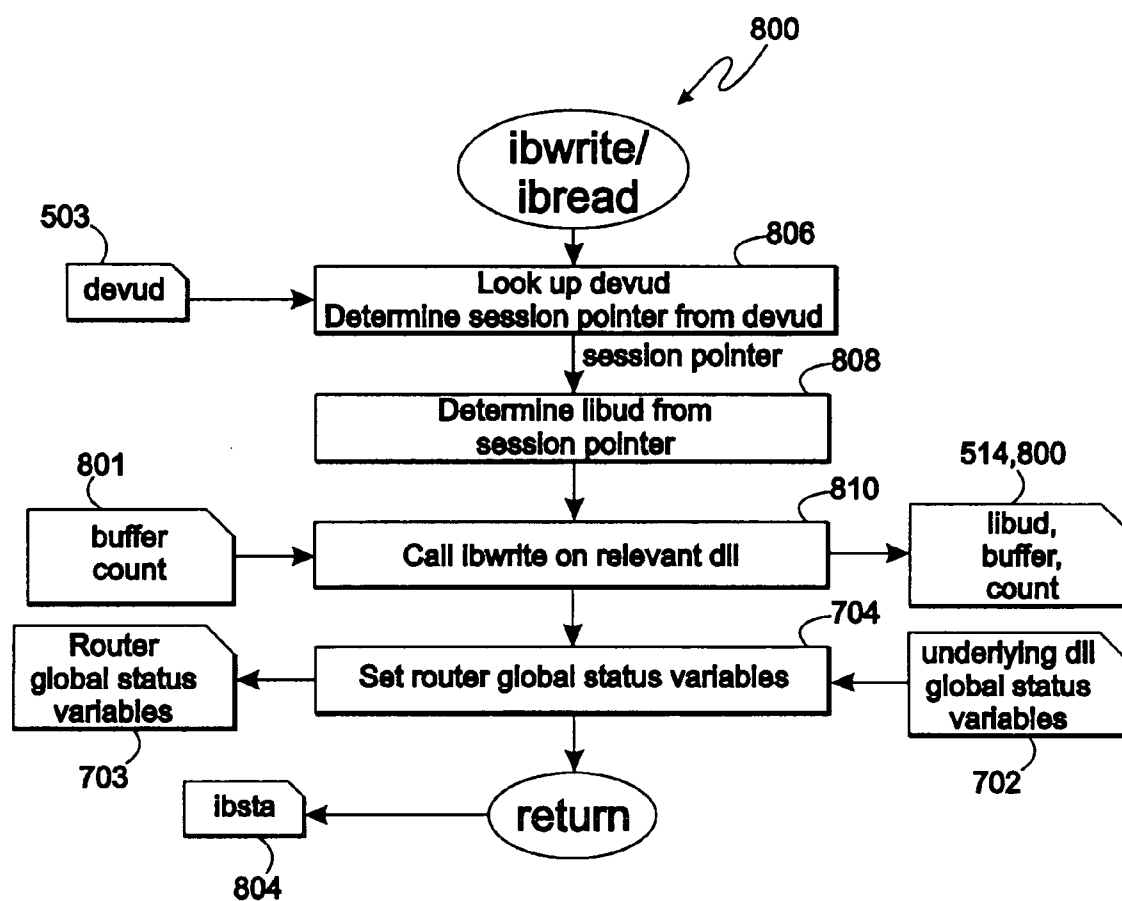 800
ibwrite/
ibread
503
devud
806
Look up devud
Determine session pointer from devud
session pointer
808
Determine libud from
session pointer
801
buffer
count
810
Call ibwrite on relevant dll
514,800
libud,
buffer,
count
704
Router
global status
variables
703
Set router global status variables
underlying dll
global status
variables
702
ibsta
804
return